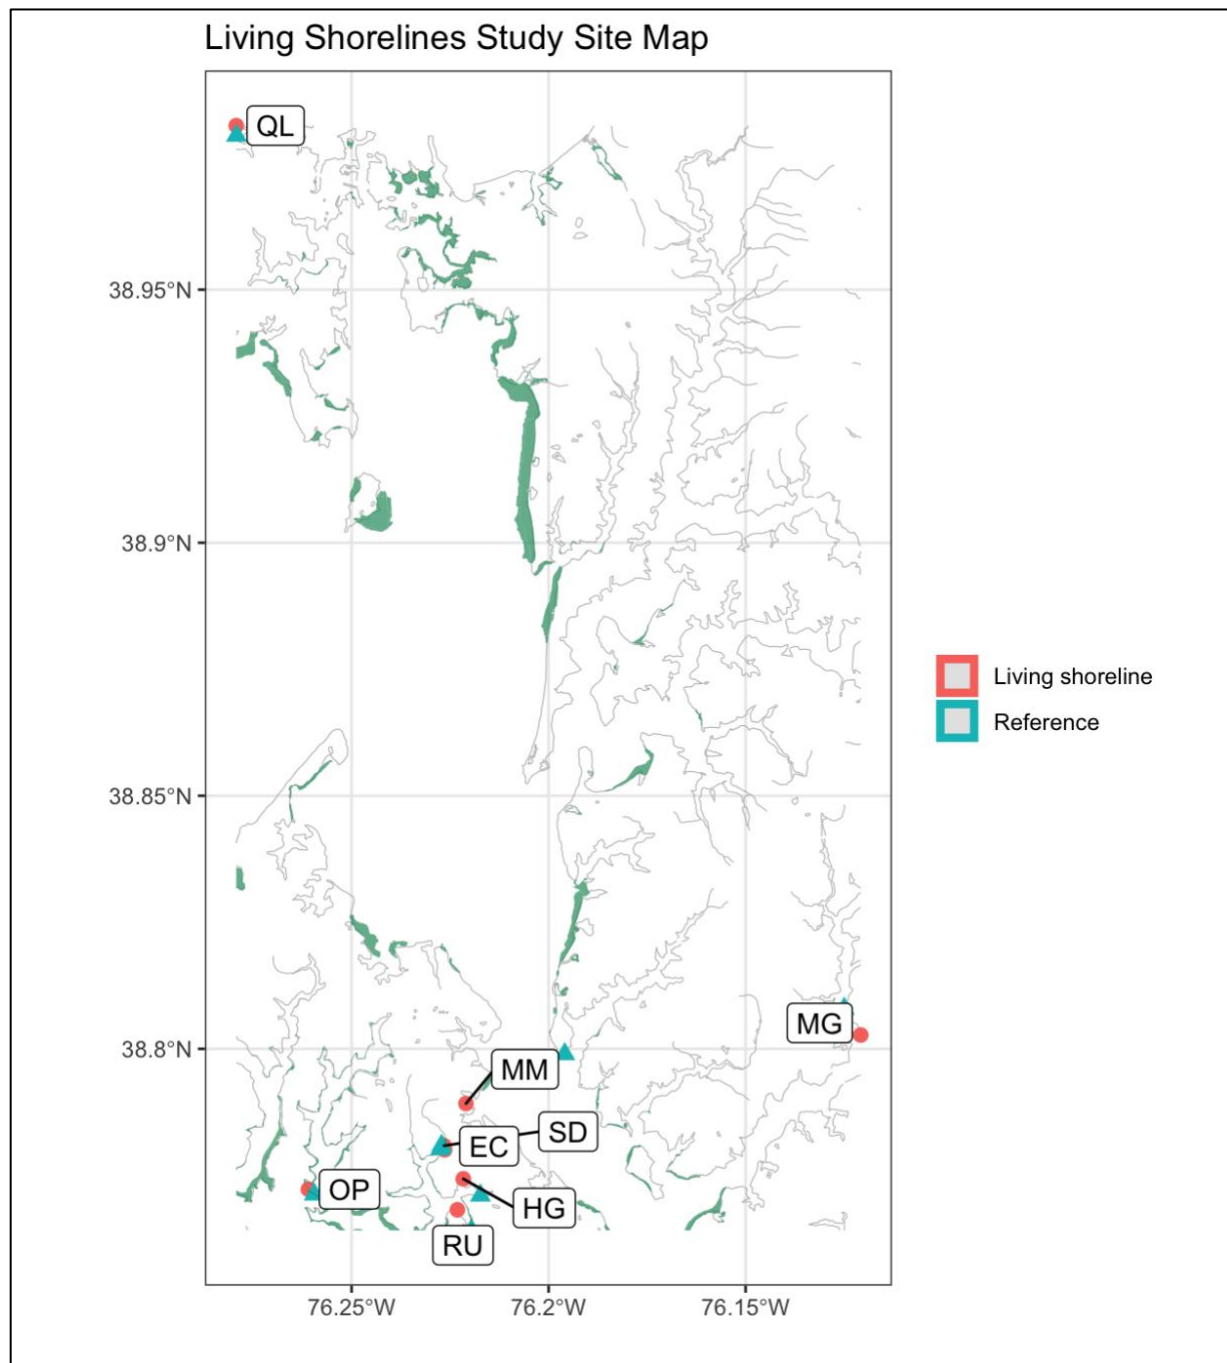 Living Shorelines Study Site Map
QL
38.95°N
38.9°N
Living shoreline
Reference
38.85°N
MG
38.8°N
MM
SD
EC
OP
HG
RU
76.25°W
76.2°W
76.15°W